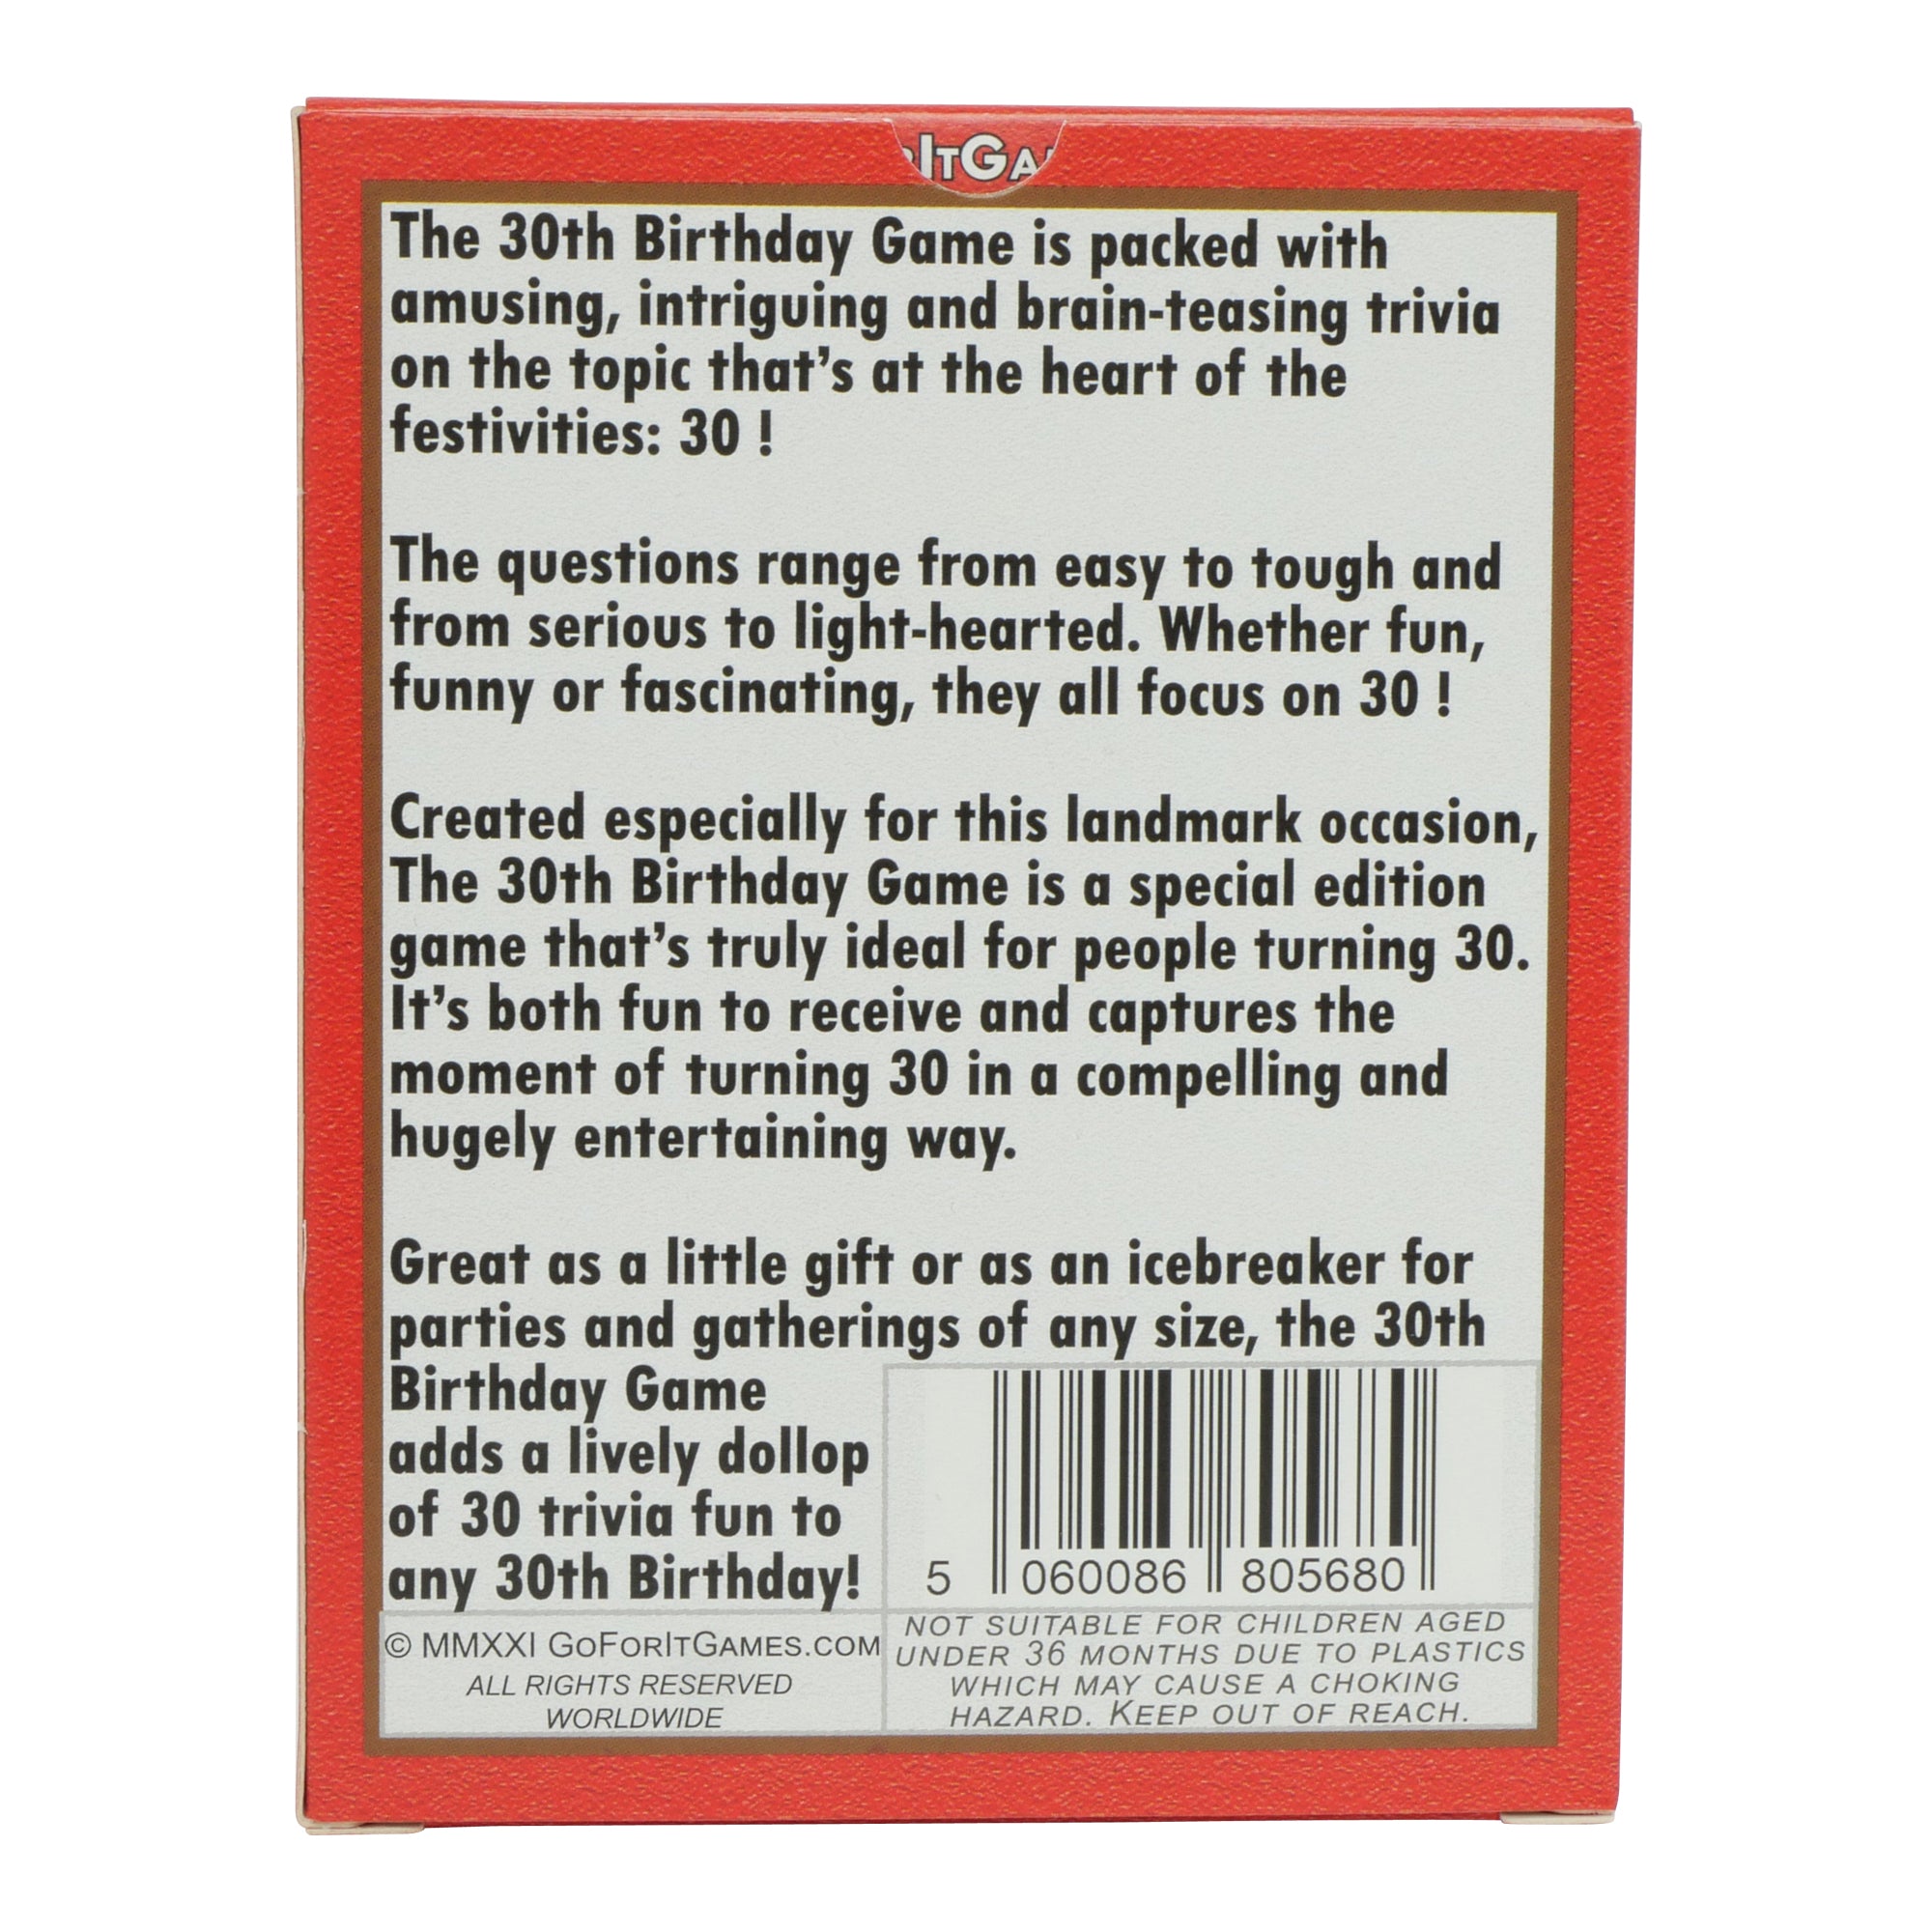 ITGA
The 30th Birthday Game is packed with
amusing, intriguing and brain-teasing trivia
on the topic that's at the heart of the
festivities: 30 !
The questions range from easy to tough and
from serious to light-hearted. Whether fun,
funny or fascinating, they all focus on 30 !
Created especially for this landmark occasion,
The 30th Birthday Game is a special edition
game that's truly ideal for people turning 30.
It's both fun to receive and captures the
moment of turning 30 in a compelling and
hugely entertaining way.
Great as a little gift or as an icebreaker for
parties and gatherings of any size, the 30th
Birthday Game
adds a lively dollop
of 30 trivia fun to
any 30th Birthday!
5 060086 805680
© MMXXI GOFORITGAMES.COM
ALL RIGHTS RESERVED
WORLDWIDE
NOT SUITABLE FOR CHILDREN AGED
UNDER 36 MONTHS DUE TO PLASTICS
WHICH MAY CAUSE A CHOKING
HAZARD. KEEP OUT OF REACH.